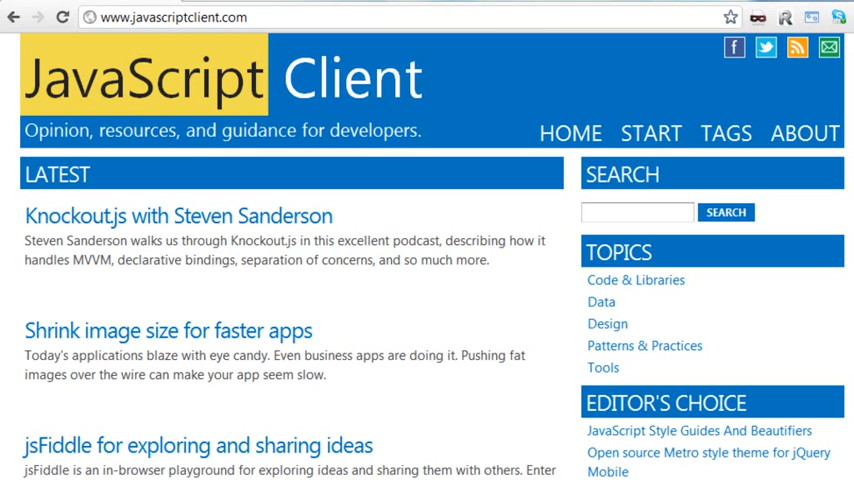 www.javascriptclient.com
JavaScript Client
Opinion, resources, and guidance for developers.
HOME START TAGS ABOUT
LATEST
Knockout.js with Steven Sanderson
Steven Sanderson walks us through Knockout.js in this excellent podcast, describing how it
handles MVVM, declarative bindings, separation of concerns, and so much more.
Shrink image size for faster apps
Today's applications blaze with eye candy. Even business apps are doing it. Pushing fat
images over the wire can make your app seem slow.
jsFiddle for exploring and sharing ideas
jsFiddle is an in-browser playground for exploring ideas and sharing them with others. Enter
SEARCH
SEARCH
TOPICS
Code & Libraries
Data
Design
Patterns & Practices
Tools
EDITOR'S CHOICE
JavaScript Style Guides And Beautifiers
Open source Metro style theme for jQuery
Mobile